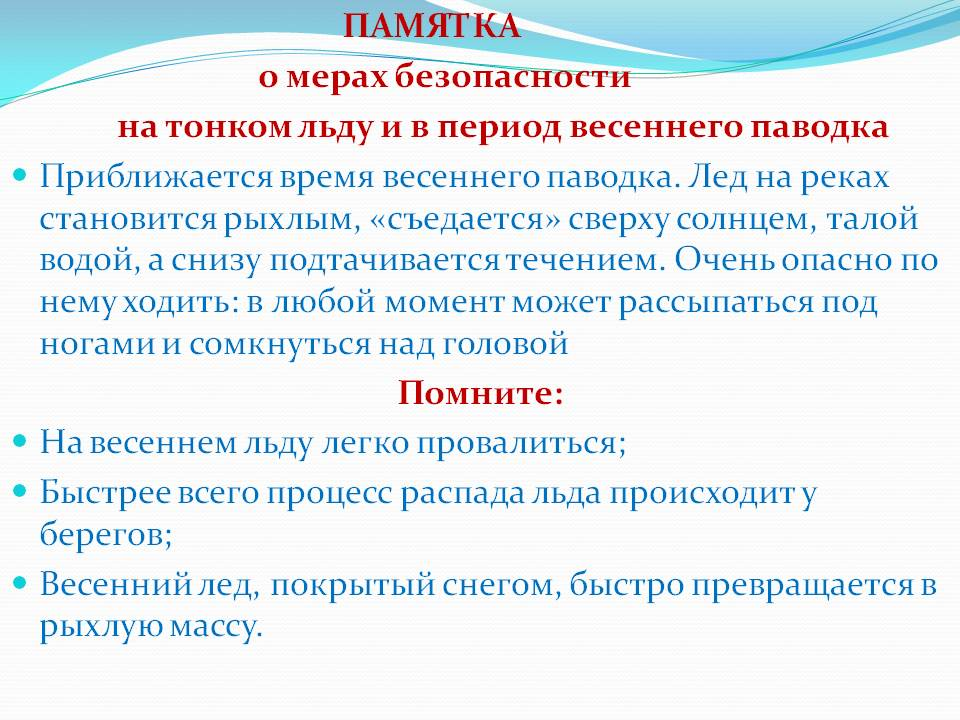 ПАМЯТКА
о мерах безопасности
на тонком льду и в период весеннего паводка
Приближается время весеннего паводка. Лед на реках
становится рыхлым, «съедается» сверху солнцем, талой
водой, а снизу подтачивается течением. Очень опасно по
нему ходить: в любой момент может рассыпаться под
ногами и сомкнуться над головой
Помните:
На весеннем льду легко провалиться;
Быстрее всего процесс распада льда происходит у
берегов;
Весенний лед, покрытый снегом, быстро превращается в
рыхлую массу.